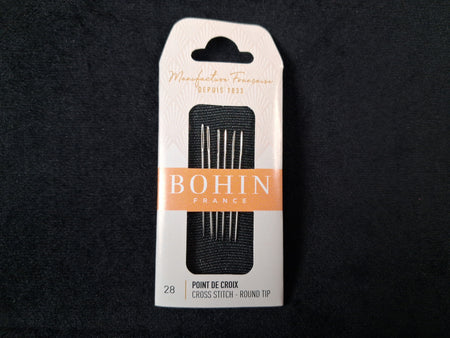 Manufacture Française
DEPUIS 1833
BOHIN
FRANCE
28
POINT DE CROIX
CROSS STITCH - ROUND TIP